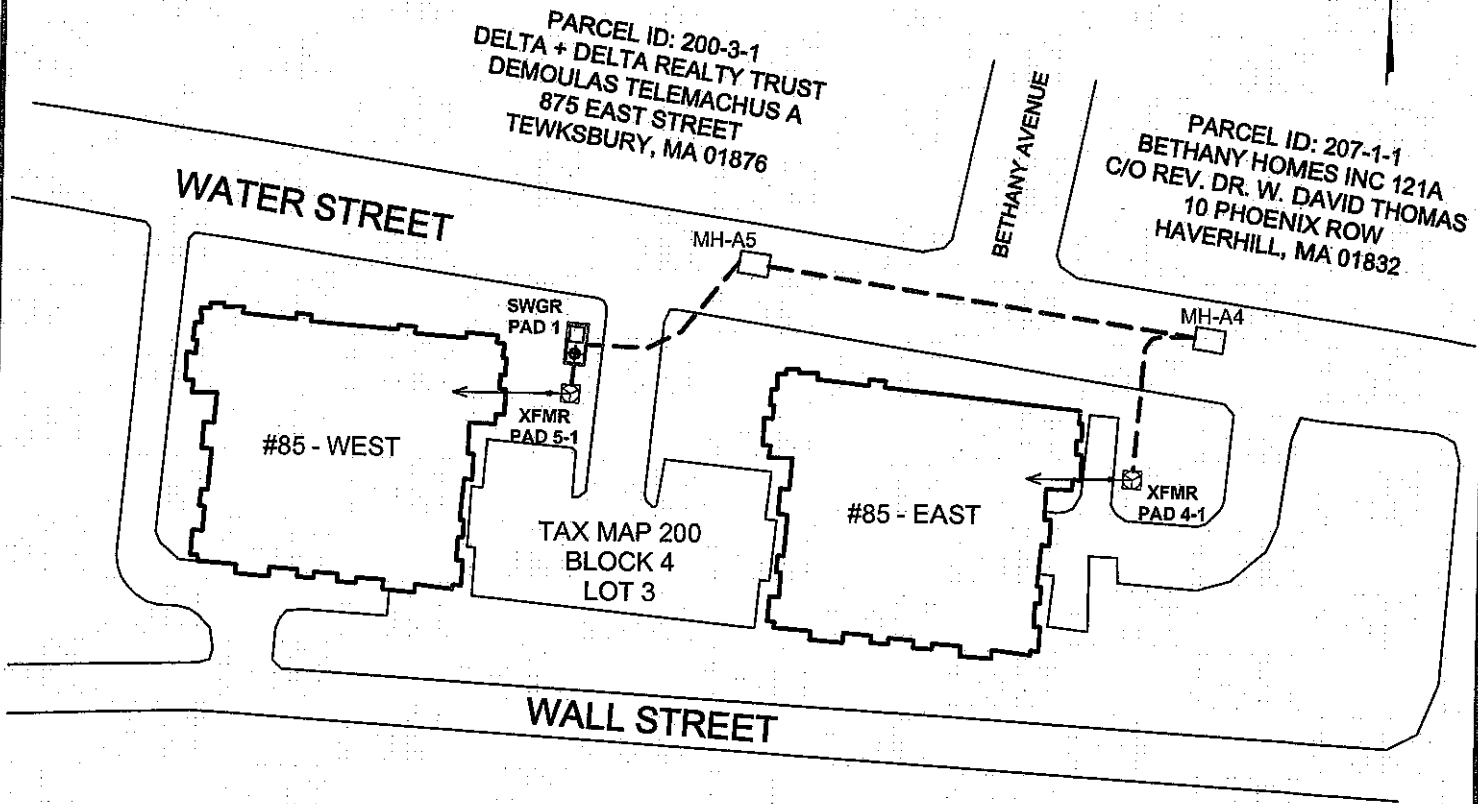 PARCEL ID: 200-3-1
DELTA + DELTA REALTY TRUST
DEMOULAS TELEMACHUS A
875 EAST STREET
TEWKSBURY, MA 01876
BETHANY AVENUE
PARCEL ID: 207-1-1
BETHANY HOMES INC 121A
C/O REV. DR. W. DAVID THOMAS
10 PHOENIX ROW
HAVERHILL, MA 01832
WATER STREET
MH-A5
MH-A4
SWGR
PAD 1
XFMR
PAD 5-1
#85 - WEST
#85 - EAST
XFMR
PAD 4-1
TAX MAP 200
BLOCK 4
LOT 3
WALL STREET